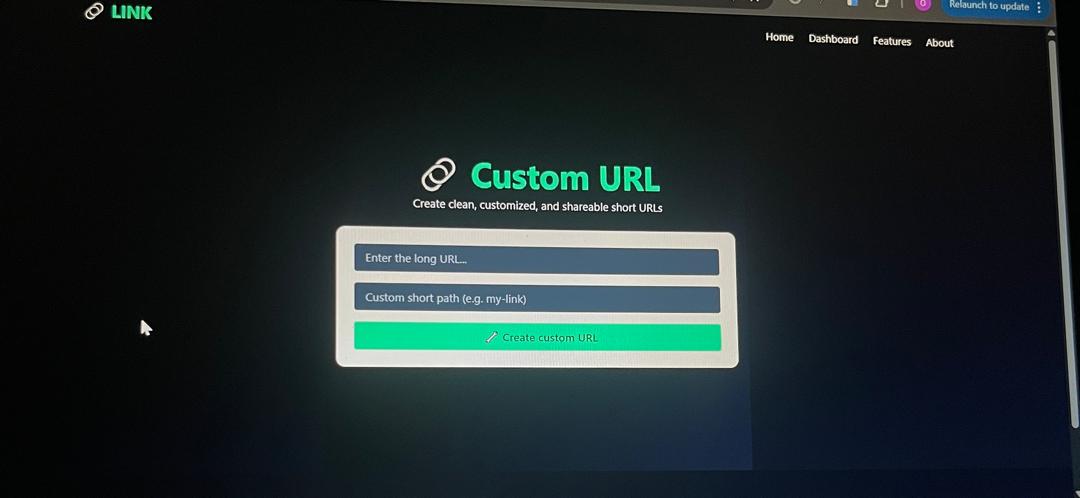 LINK
Relaunch to update
Home Dashboard Features About
Custom URL
Create clean, customized, and shareable short URLs
Enter the long URL...
Custom short path (e.g. my-link)
Create custom URL